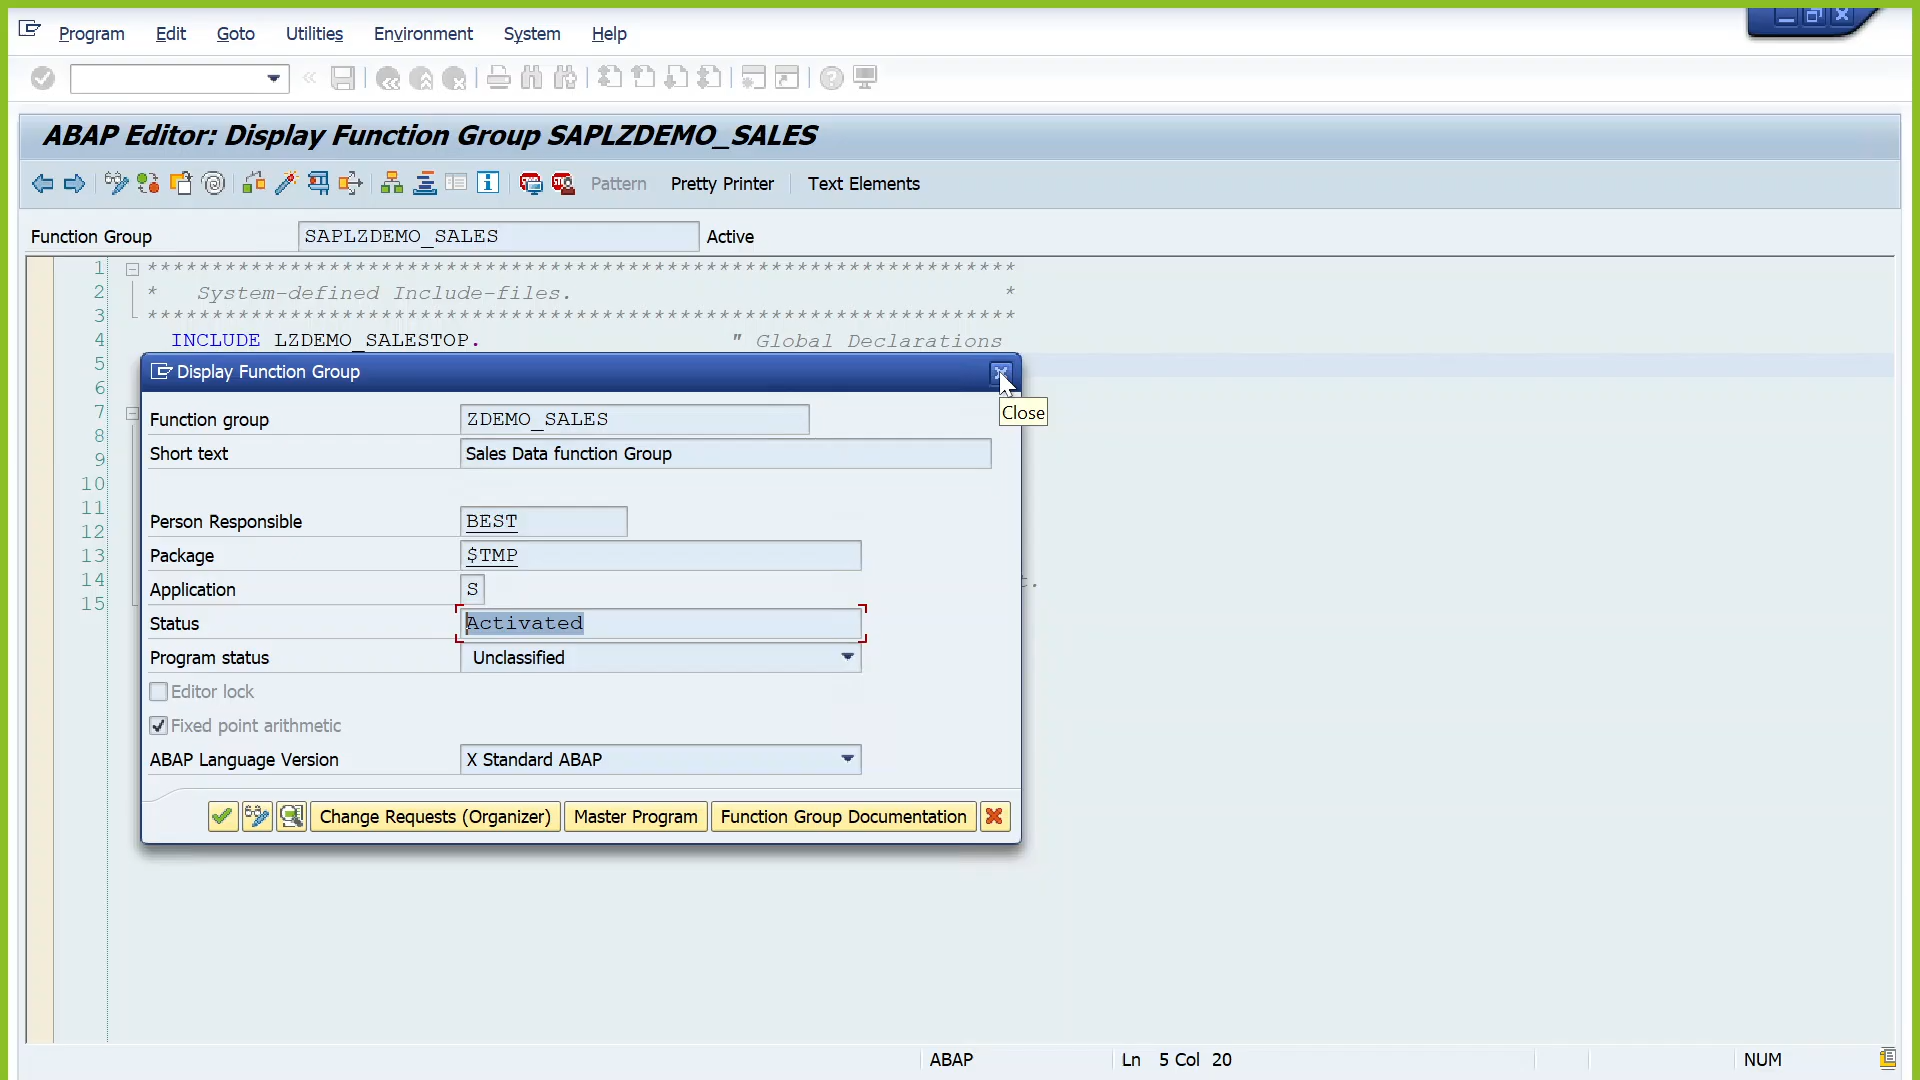 Program Edit Goto Utilities Environment System Help
ABAP Editor: Display Function Group SAPLZDEMO_SALES
Pattern Pretty Printer Text Elements
Function Group SAPLZDEMO_SALES Active
1 *******************************************************************
2 * System-defined Include-files. *
3 *******************************************************************
4 INCLUDE LZDEMO_SALESTOP. " Global Declarations
5
6
7
8
9
10
11
12
13
14 t.
15
Display Function Group
Close
Function group ZDEMO_SALES
Short text Sales Data function Group
Person Responsible BEST
Package $TMP
Application S
Status Activated
Program status Unclassified
Editor lock
Fixed point arithmetic
ABAP Language Version X Standard ABAP
Change Requests (Organizer) Master Program Function Group Documentation
ABAP Ln 5 Col 20 NUM